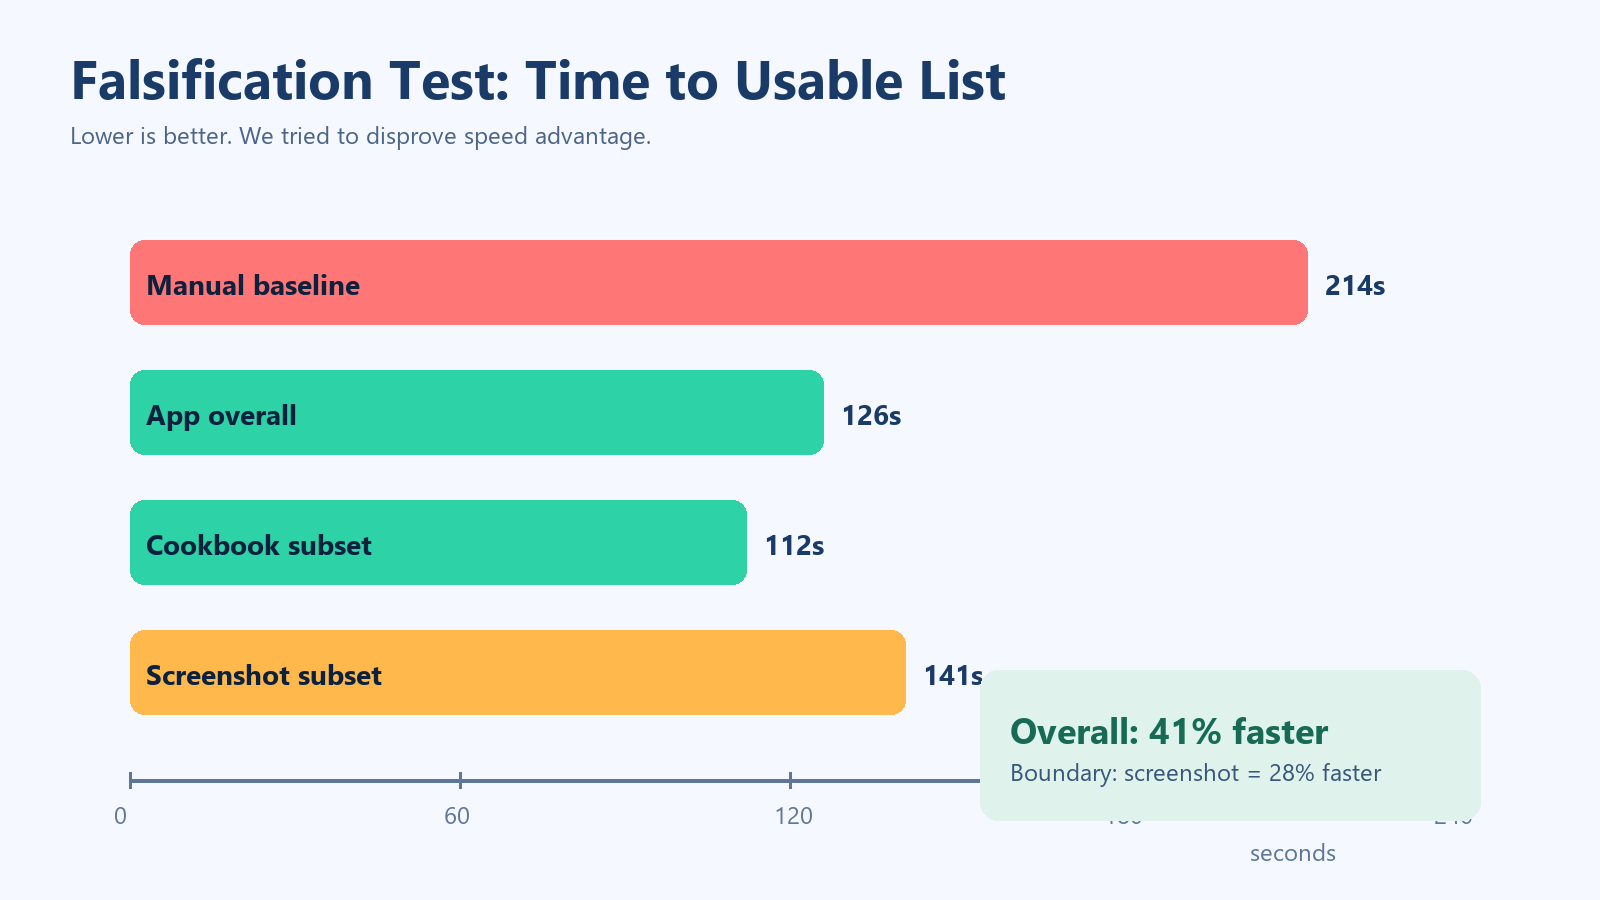 Falsification Test: Time to Usable List
Lower is better. We tried to disprove speed advantage.
Manual baseline
214s
App overall
126s
Cookbook subset
112s
Screenshot subset
141s
Overall: 41% faster
Boundary: screenshot = 28% faster
0
60
120
seconds